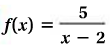 f(x) = 5 / (x − 2)